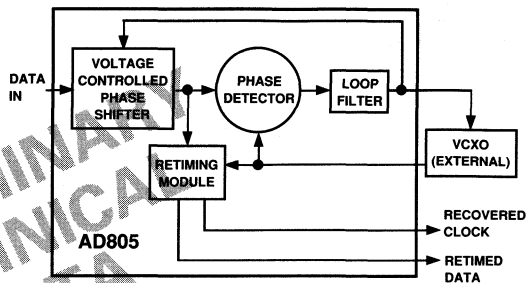 VOLTAGE
CONTROLLED
PHASE
SHIFTER
DATA
IN
PHASE
DETECTOR
LOOP
FILTER
VCXO
(EXTERNAL)
RETIMING
MODULE
RECOVERED
CLOCK
AD805
RETIMED
DATA